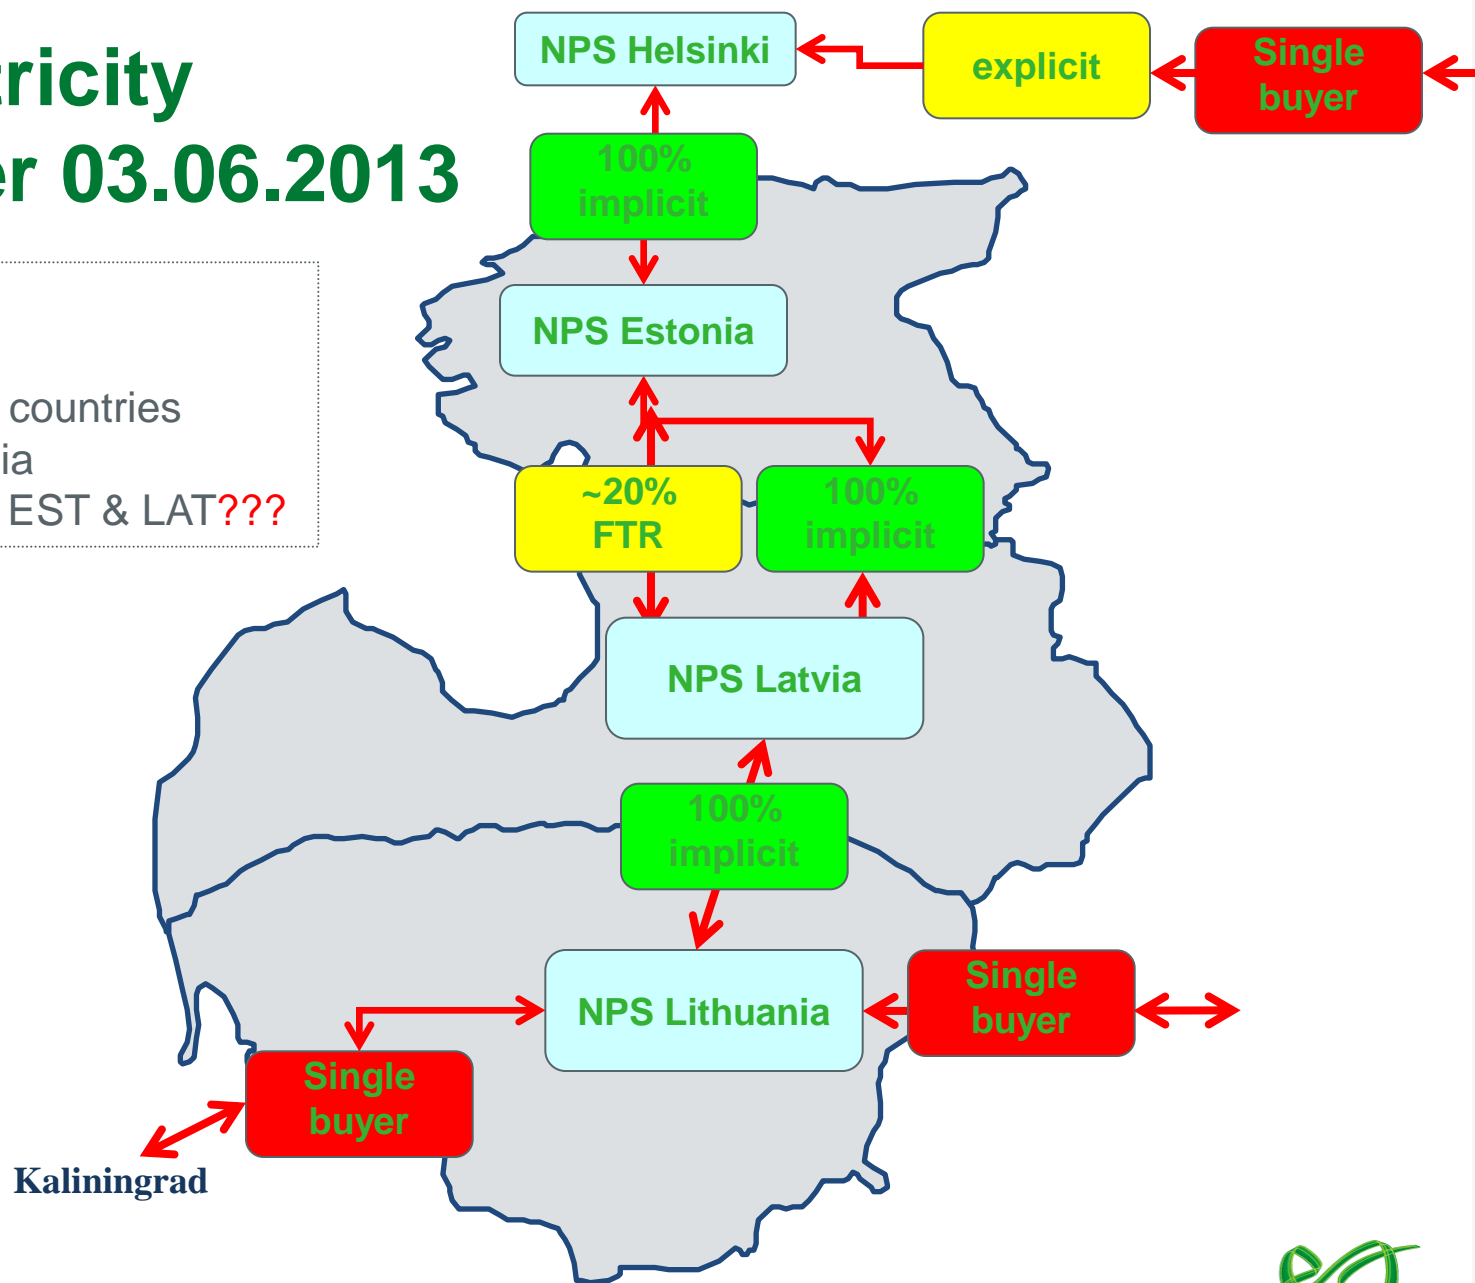 tricity
er 03.06.2013
countries
ia
EST & LAT???
NPS Helsinki
explicit
Single
buyer
100%
implicit
NPS Estonia
~20%
FTR
100%
implicit
NPS Latvia
100%
implicit
NPS Lithuania
Single
buyer
Single
buyer
Kaliningrad